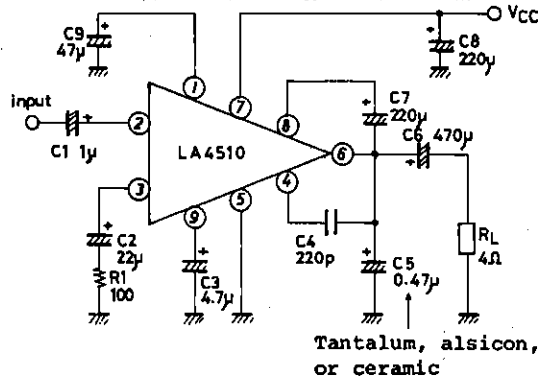 C9
47µ
+
VCC
+
C8
220µ
1
7
8
input
+
C1 1µ
2
LA4510
+
C7
220µ
C6 470µ
+
6
3
4
9
5
+
C2
22µ
R1
100
+
C3
4.7µ
C4
220p
+
C5
0.47µ
RL
4Ω
Tantalum, alsicon,
or ceramic